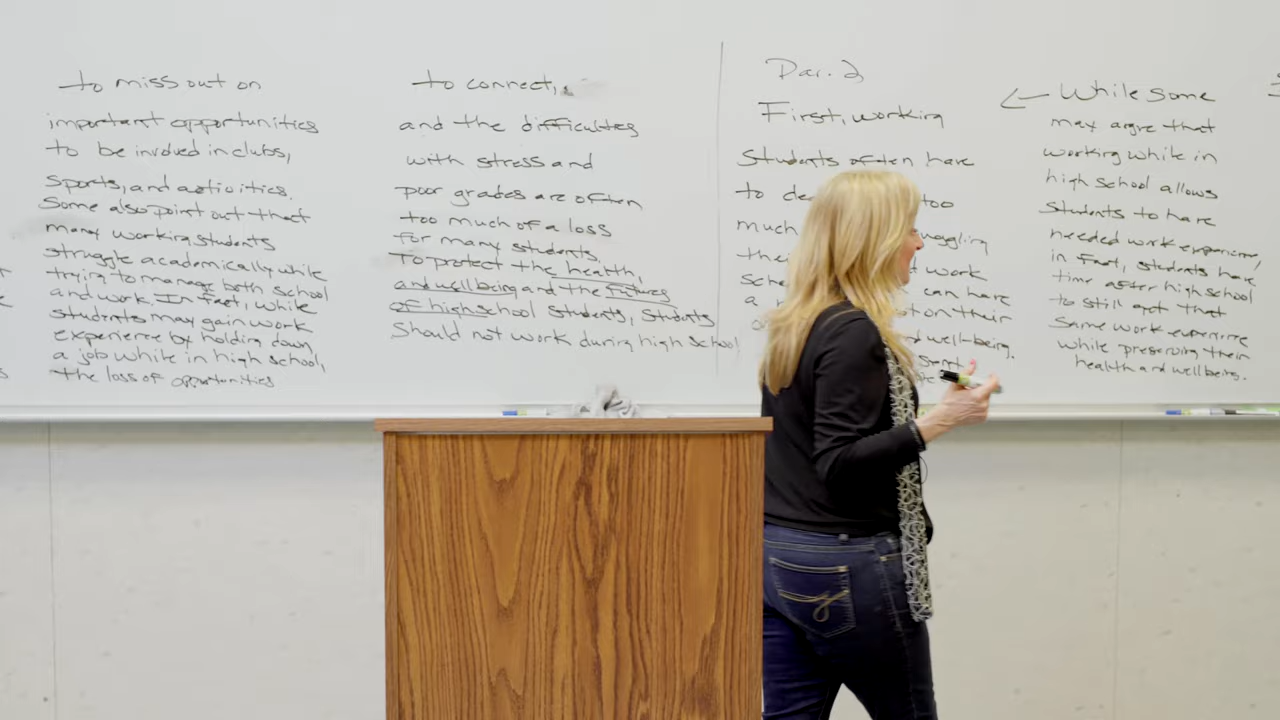 to miss out on
important opportunities
to be involved in clubs,
sports, and activities.
Some also point out that
many working students
struggle academically while
trying to manage both school
and work. In fact, while
students may gain work
experience by holding down
a job while in high school,
the loss of opportunities
to connect,
and the difficulties
with stress and
poor grades are often
too much of a loss
for many students.
To protect the health,
and wellbeing and the futures
of high school students, students
should not work during high school
Par. 2
First, working
Students often have
to too
much
the work
can have
a on their
wellbeing.
While some
may argue that
working while in
high school allows
students to have
needed work experience,
in fact, students have
time after high school
to still get that
same work experience
while preserving their
health and wellbeing.